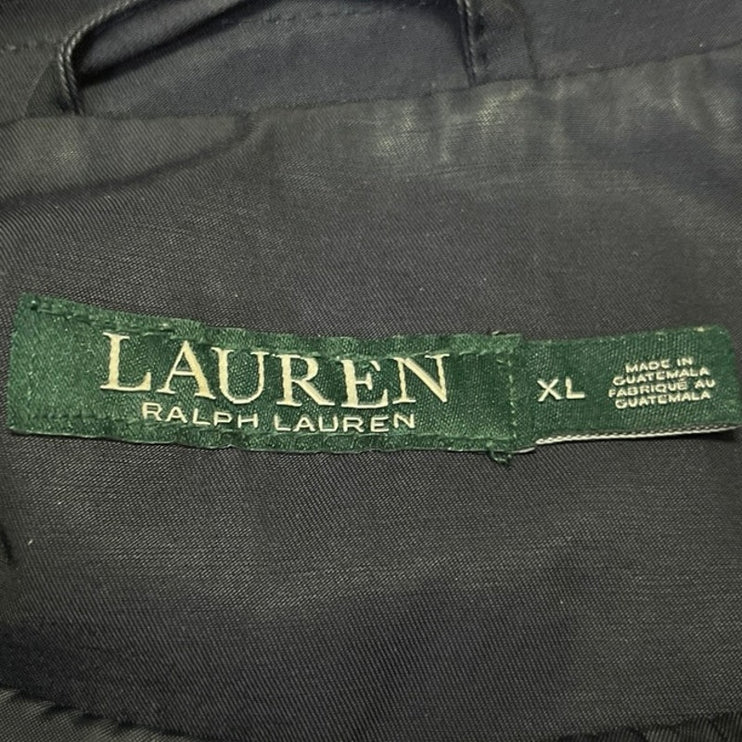 LAUREN
RALPH LAUREN
XL
MADE IN
GUATEMALA
FABRIQUÉ AU
GUATEMALA